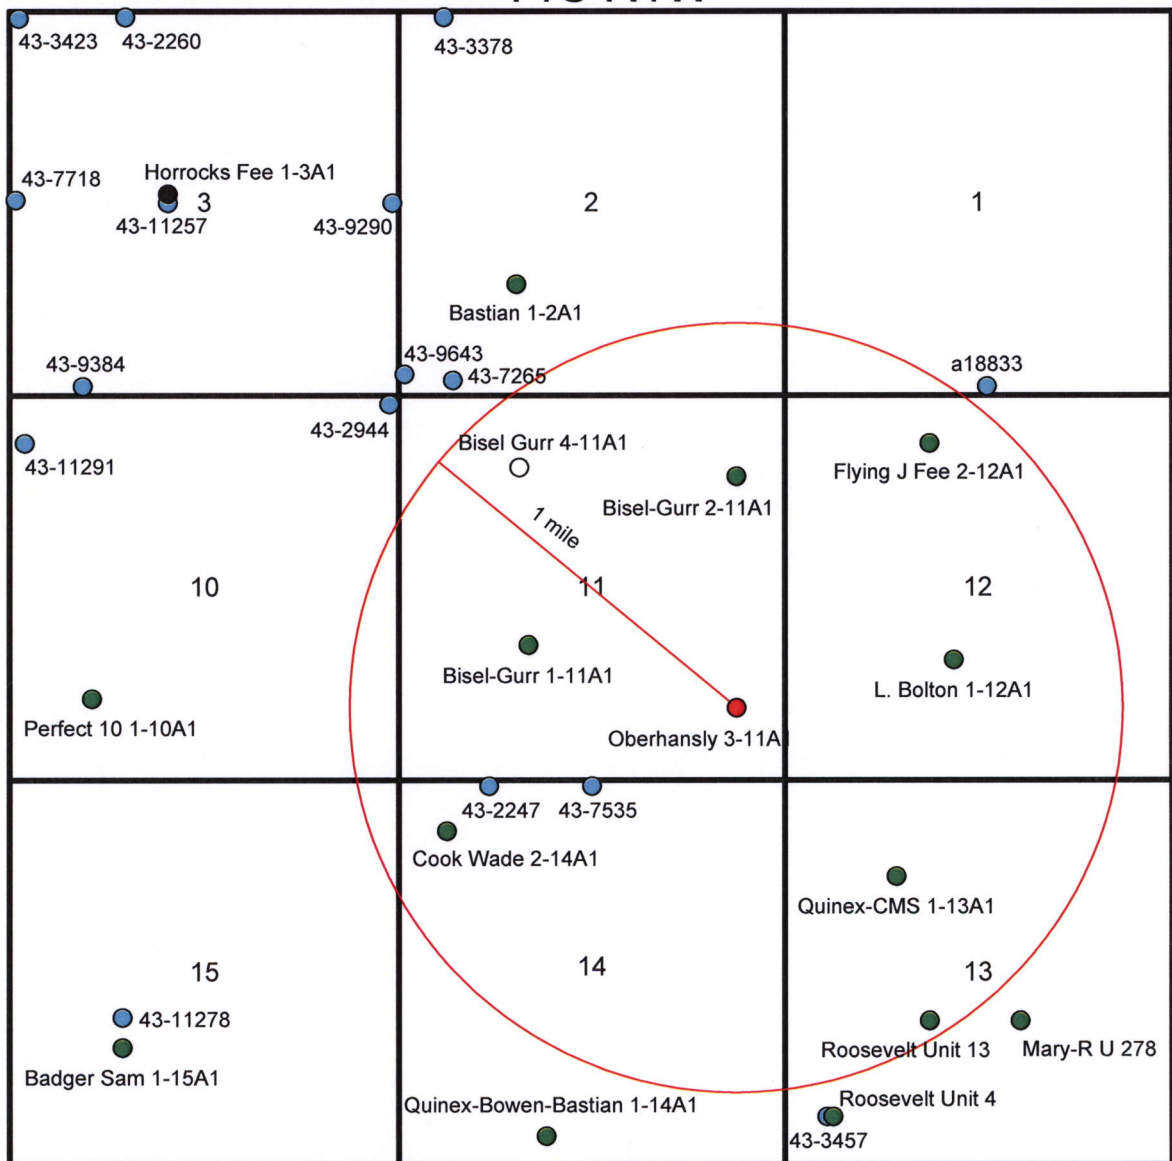 43-3423
43-2260
43-3378
Horrocks Fee 1-3A1
43-7718
3
2
1
43-11257
43-9290
Bastian 1-2A1
43-9643
43-9384
43-7265
a18833
43-2944
43-11291
Bisel Gurr 4-11A1
Flying J Fee 2-12A1
Bisel-Gurr 2-11A1
1 mile
10
11
12
Bisel-Gurr 1-11A1
L. Bolton 1-12A1
Perfect 10 1-10A1
Oberhansly 3-11A1
43-2247
43-7535
Cook Wade 2-14A1
Quinex-CMS 1-13A1
15
14
13
43-11278
Roosevelt Unit 13
Mary-R U 278
Badger Sam 1-15A1
Quinex-Bowen-Bastian 1-14A1
Roosevelt Unit 4
43-3457